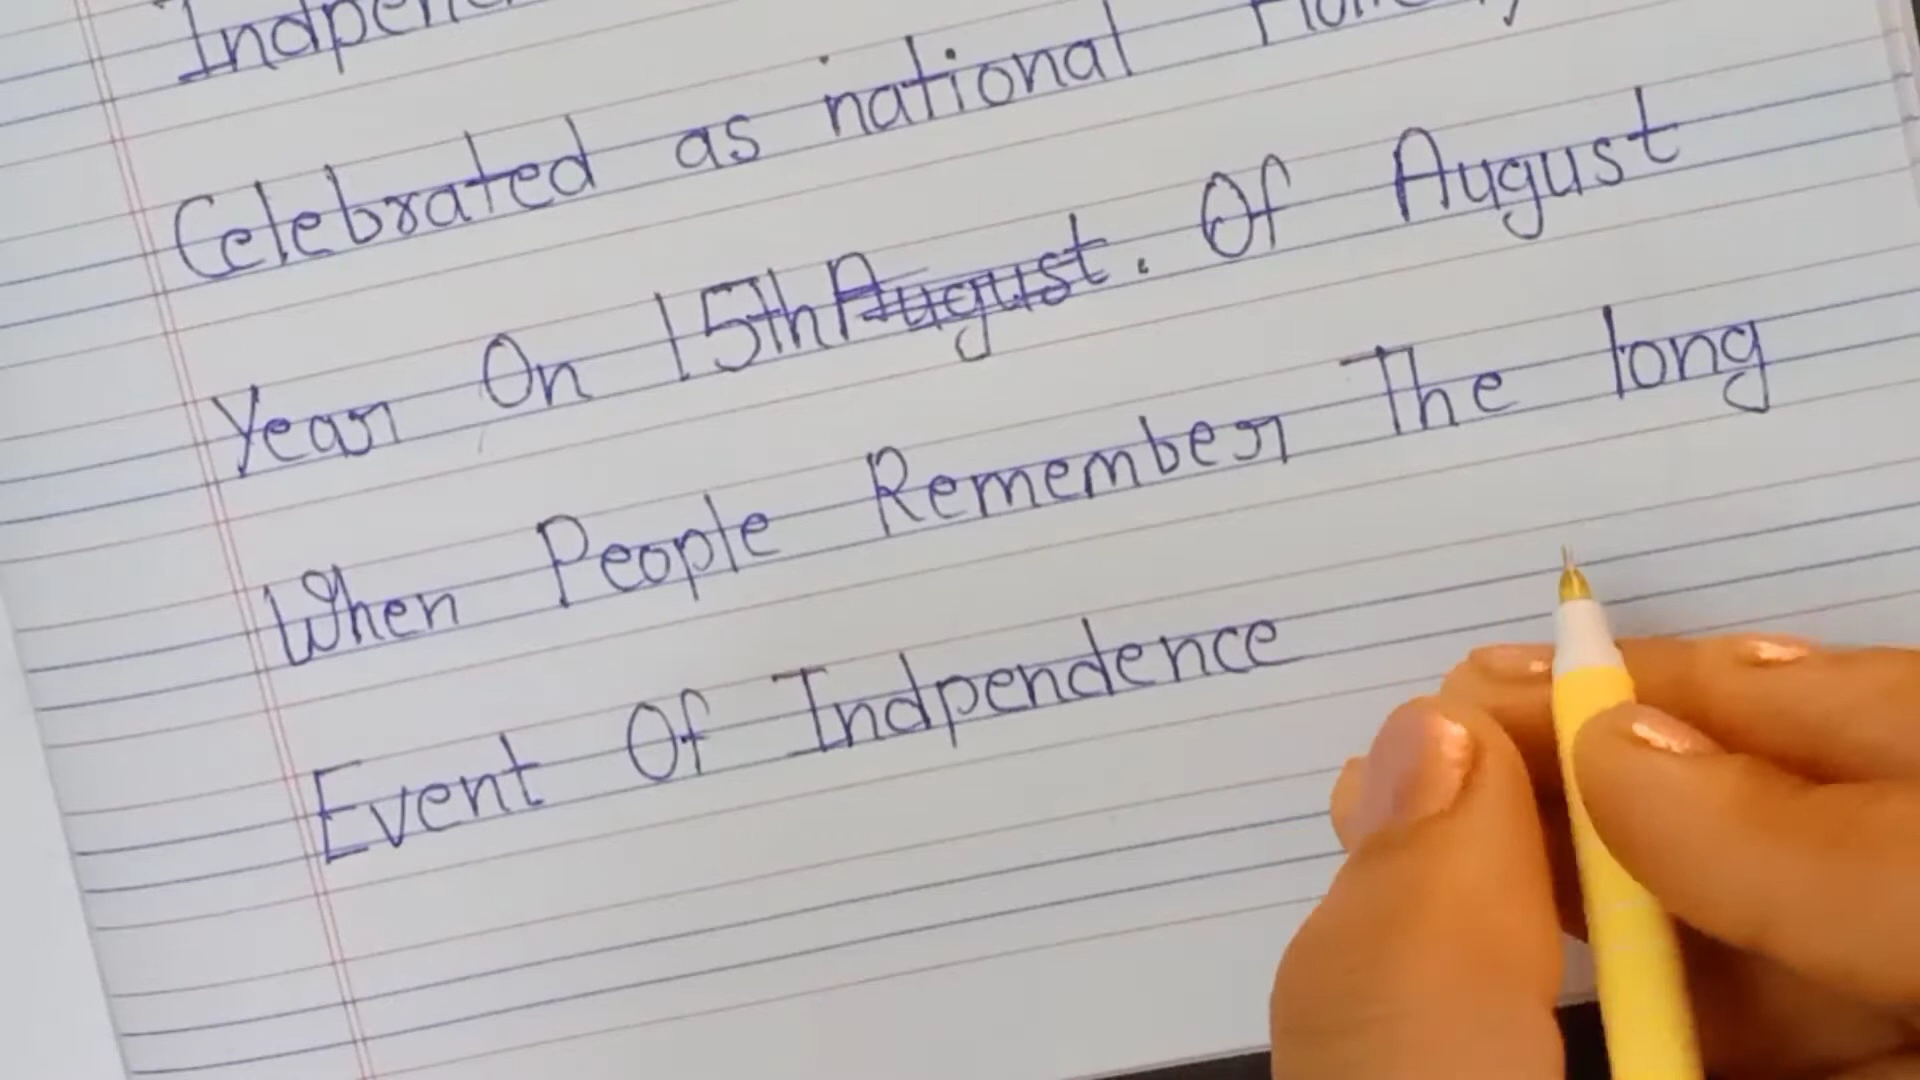 Celebrated as national
Year On 15th August. Of August
When People Remember The long
Event Of Indpendence